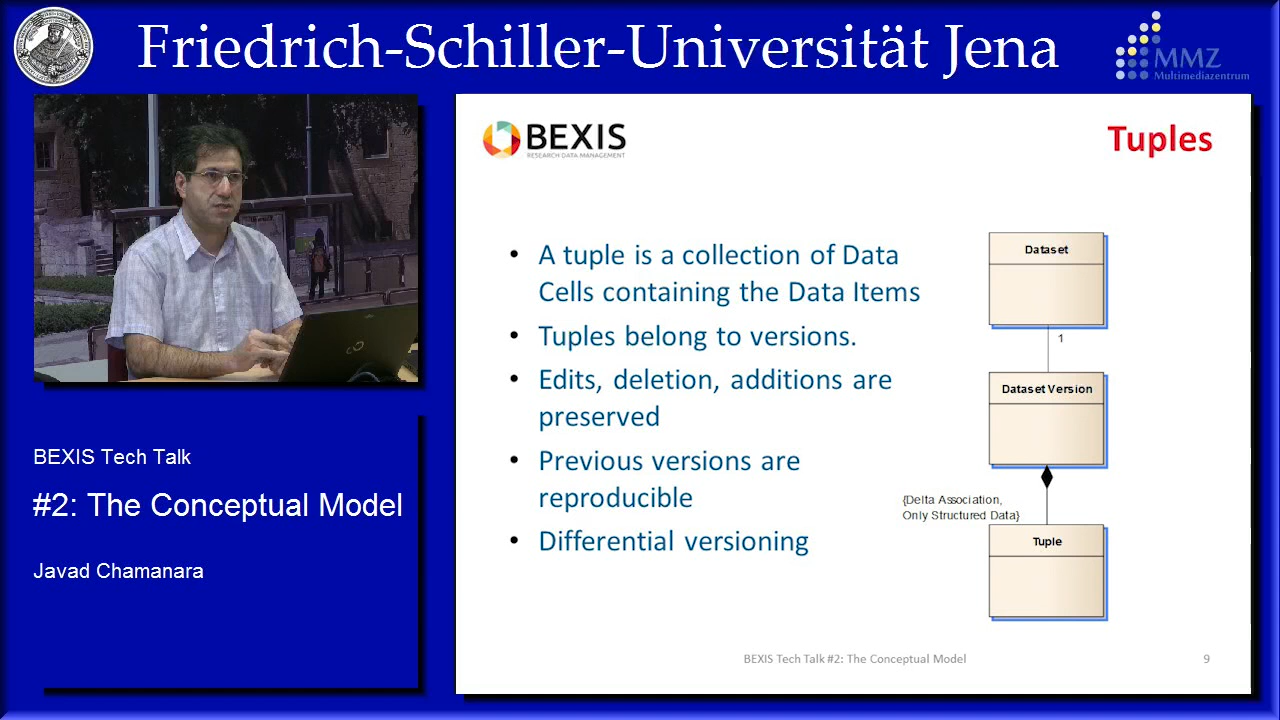 Friedrich-Schiller-Universität Jena
MMZ
Multimediazentrum
BEXIS Tech Talk
#2: The Conceptual Model
Javad Chamanara
BEXIS
RESEARCH DATA MANAGEMENT
Tuples
• A tuple is a collection of Data
Cells containing the Data Items
• Tuples belong to versions.
• Edits, deletion, additions are
preserved
• Previous versions are
reproducible
• Differential versioning
Dataset
1
Dataset Version
{Delta Association,
Only Structured Data}
Tuple
BEXIS Tech Talk #2: The Conceptual Model
9